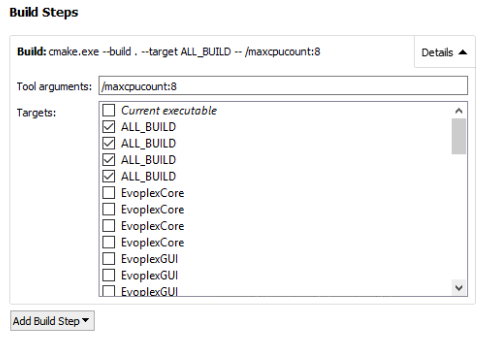 Build Steps
Build: cmake.exe --build . --target ALL_BUILD -- /maxcpucount:8
Details
Tool arguments: /maxcpucount:8
Targets:
Current executable
ALL_BUILD
ALL_BUILD
ALL_BUILD
ALL_BUILD
EvoplexCore
EvoplexCore
EvoplexCore
EvoplexCore
EvoplexGUI
EvoplexGUI
EvoplexGUI
Add Build Step